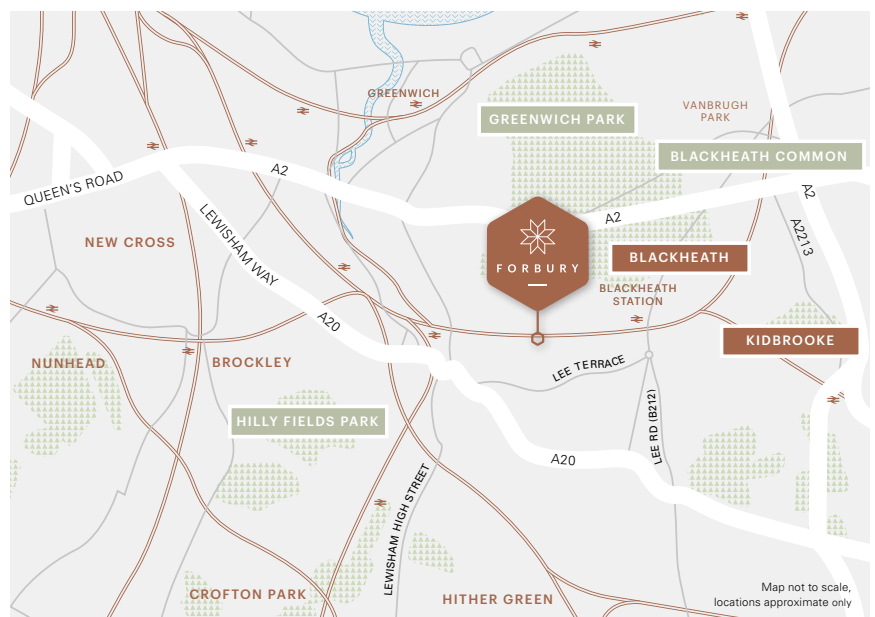 GREENWICH
GREENWICH PARK
VANBRUGH
PARK
BLACKHEATH COMMON
A2
QUEEN'S ROAD
A2
A2
A2213
LEWISHAM WAY
NEW CROSS
FORBURY
BLACKHEATH
BLACKHEATH
STATION
A20
KIDBROOKE
NUNHEAD
BROCKLEY
LEE TERRACE
HILLY FIELDS PARK
LEE RD (B212)
A20
LEWISHAM HIGH STREET
CROFTON PARK
HITHER GREEN
Map not to scale,
locations approximate only